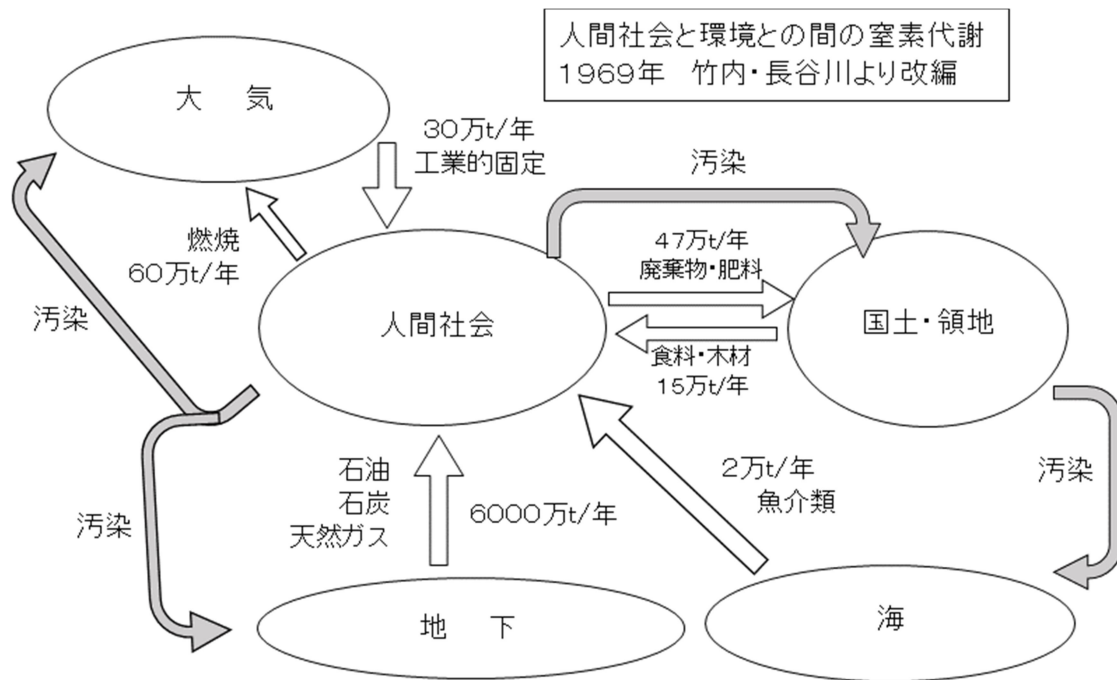 人間社会と環境との間の窒素代謝
1969年 竹内・長谷川より改編
大 気
30万t/年
工業的固定
汚染
燃焼
60万t/年
47万t/年
廃棄物・肥料
汚染
人間社会
国土・領地
食料・木材
15万t/年
石油
石炭
天然ガス
6000万t/年
2万t/年
魚介類
汚染
汚染
地 下
海